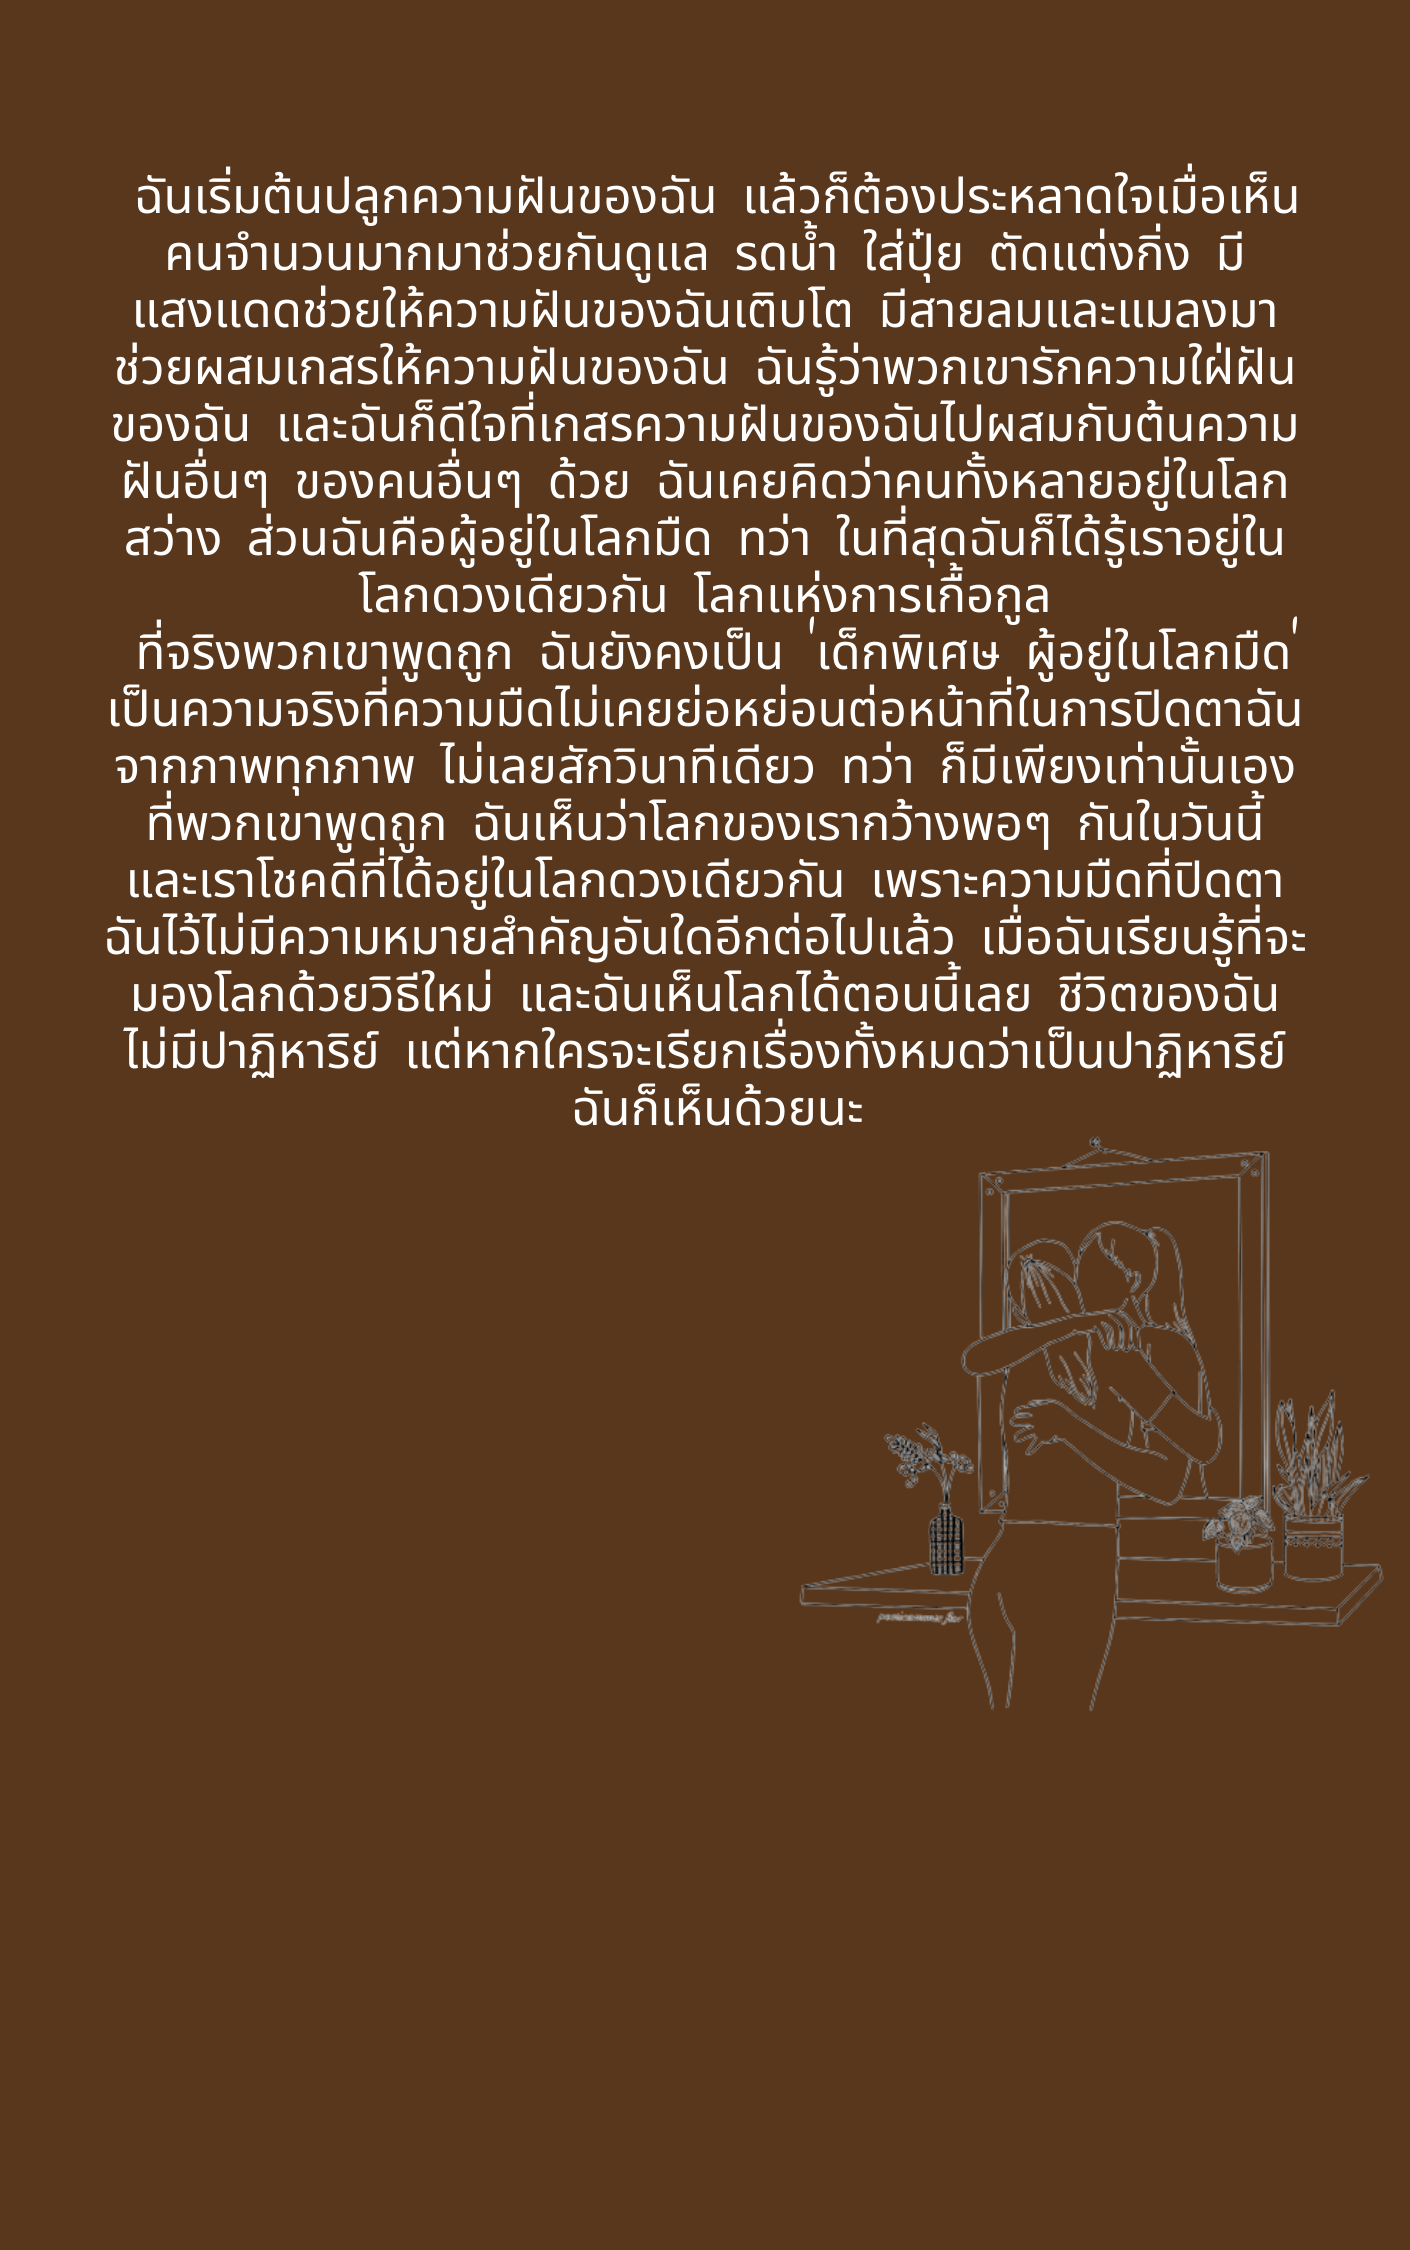 ฉันเริ่มต้นปลูกความฝันของฉัน แล้วก็ต้องประหลาดใจเมื่อเห็น
คนจำนวนมากมาช่วยกันดูแล รดน้ำ ใส่ปุ๋ย ตัดแต่งกิ่ง มี
แสงแดดช่วยให้ความฝันของฉันเติบโต มีสายลมและแมลงมา
ช่วยผสมเกสรให้ความฝันของฉัน ฉันรู้ว่าพวกเขารักความใฝ่ฝัน
ของฉัน และฉันก็ดีใจที่เกสรความฝันของฉันไปผสมกับต้นความ
ฝันอื่นๆ ของคนอื่นๆ ด้วย ฉันเคยคิดว่าคนทั้งหลายอยู่ในโลก
สว่าง ส่วนฉันคือผู้อยู่ในโลกมืด ทว่า ในที่สุดฉันก็ได้รู้เราอยู่ใน
โลกดวงเดียวกัน โลกแห่งการเกื้อกูล
ที่จริงพวกเขาพูดถูก ฉันยังคงเป็น 'เด็กพิเศษ ผู้อยู่ในโลกมืด'
เป็นความจริงที่ความมืดไม่เคยย่อหย่อนต่อหน้าที่ในการปิดตาฉัน
จากภาพทุกภาพ ไม่เลยสักวินาทีเดียว ทว่า ก็มีเพียงเท่านั้นเอง
ที่พวกเขาพูดถูก ฉันเห็นว่าโลกของเรากว้างพอๆ กันในวันนี้
และเราโชคดีที่ได้อยู่ในโลกดวงเดียวกัน เพราะความมืดที่ปิดตา
ฉันไว้ไม่มีความหมายสำคัญอันใดอีกต่อไปแล้ว เมื่อฉันเรียนรู้ที่จะ
มองโลกด้วยวิธีใหม่ และฉันเห็นโลกได้ตอนนี้เลย ชีวิตของฉัน
ไม่มีปาฏิหาริย์ แต่หากใครจะเรียกเรื่องทั้งหมดว่าเป็นปาฏิหาริย์
ฉันก็เห็นด้วยนะ